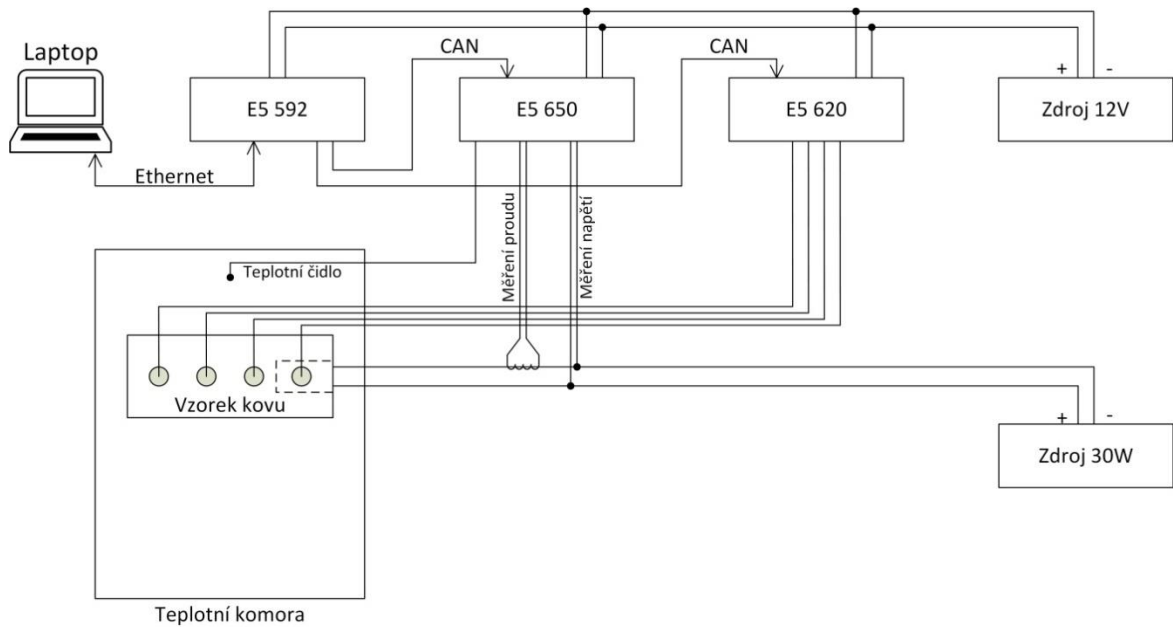 Laptop
CAN
CAN
E5 592
E5 650
E5 620
+ -
Zdroj 12V
Ethernet
Měření proudu
Měření napětí
Teplotní čidlo
Vzorek kovu
+ -
Zdroj 30W
Teplotní komora